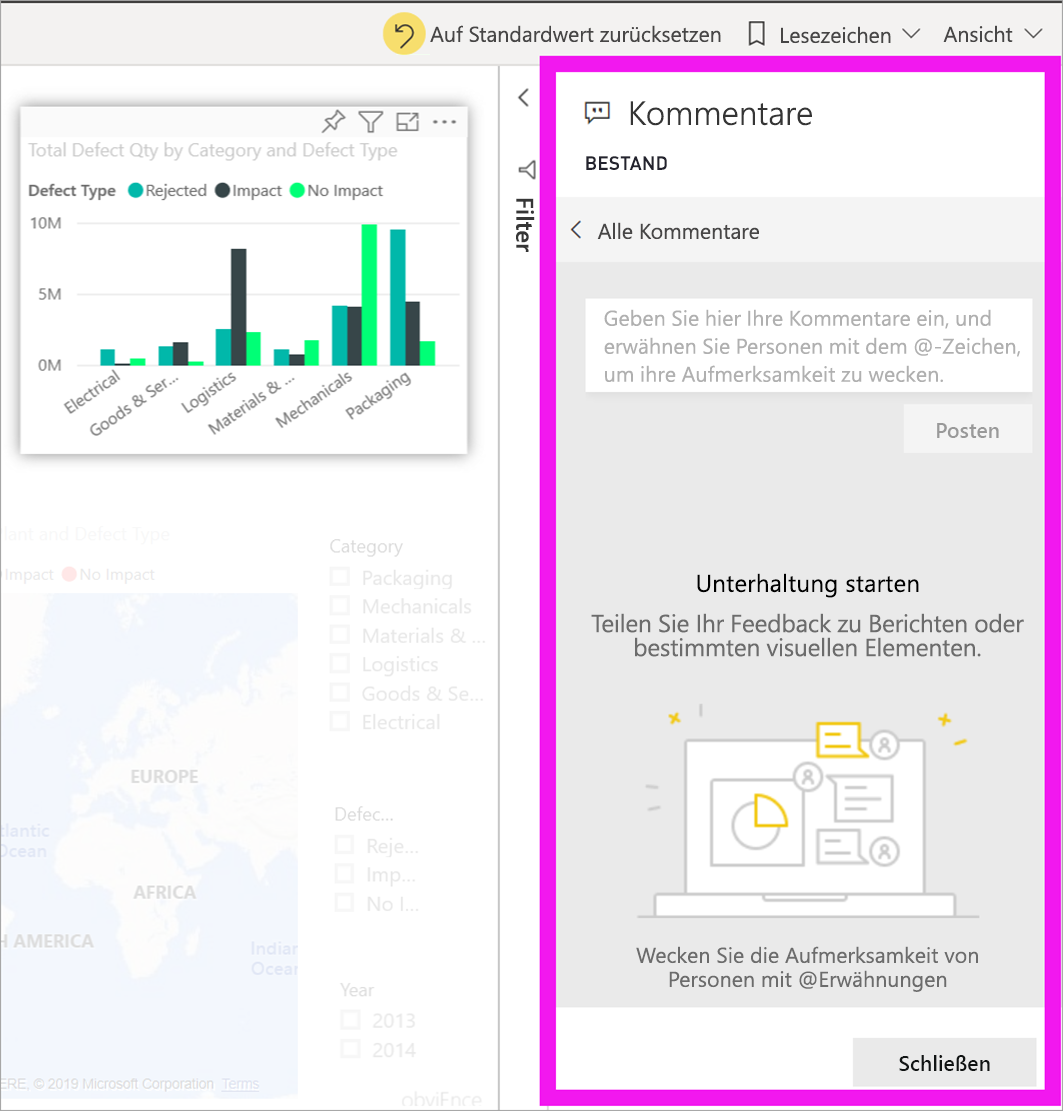 Auf Standardwert zurücksetzen Lesezeichen Ansicht
Total Defect Qty by Category and Defect Type
Defect Type Rejected Impact No Impact
10M
5M
0M
Electrical
Goods & Ser...
Logistics
Materials & ...
Mechanicals
Packaging
lant and Defect Type
Impact No Impact
EUROPE
tlantic
Ocean
AFRICA
H AMERICA
Indian
Ocean
ERE, © 2019 Microsoft Corporation Terms
Category
Packaging
Mechanicals
Materials & ...
Logistics
Goods & Se...
Electrical
Defec...
Reje...
Imp...
No I...
Year
2013
2014
obviEnce
Filter
Kommentare
BESTAND
Alle Kommentare
Geben Sie hier Ihre Kommentare ein, und
erwähnen Sie Personen mit dem @-Zeichen,
um ihre Aufmerksamkeit zu wecken.
Posten
Unterhaltung starten
Teilen Sie Ihr Feedback zu Berichten oder
bestimmten visuellen Elementen.
Wecken Sie die Aufmerksamkeit von
Personen mit @Erwähnungen
Schließen